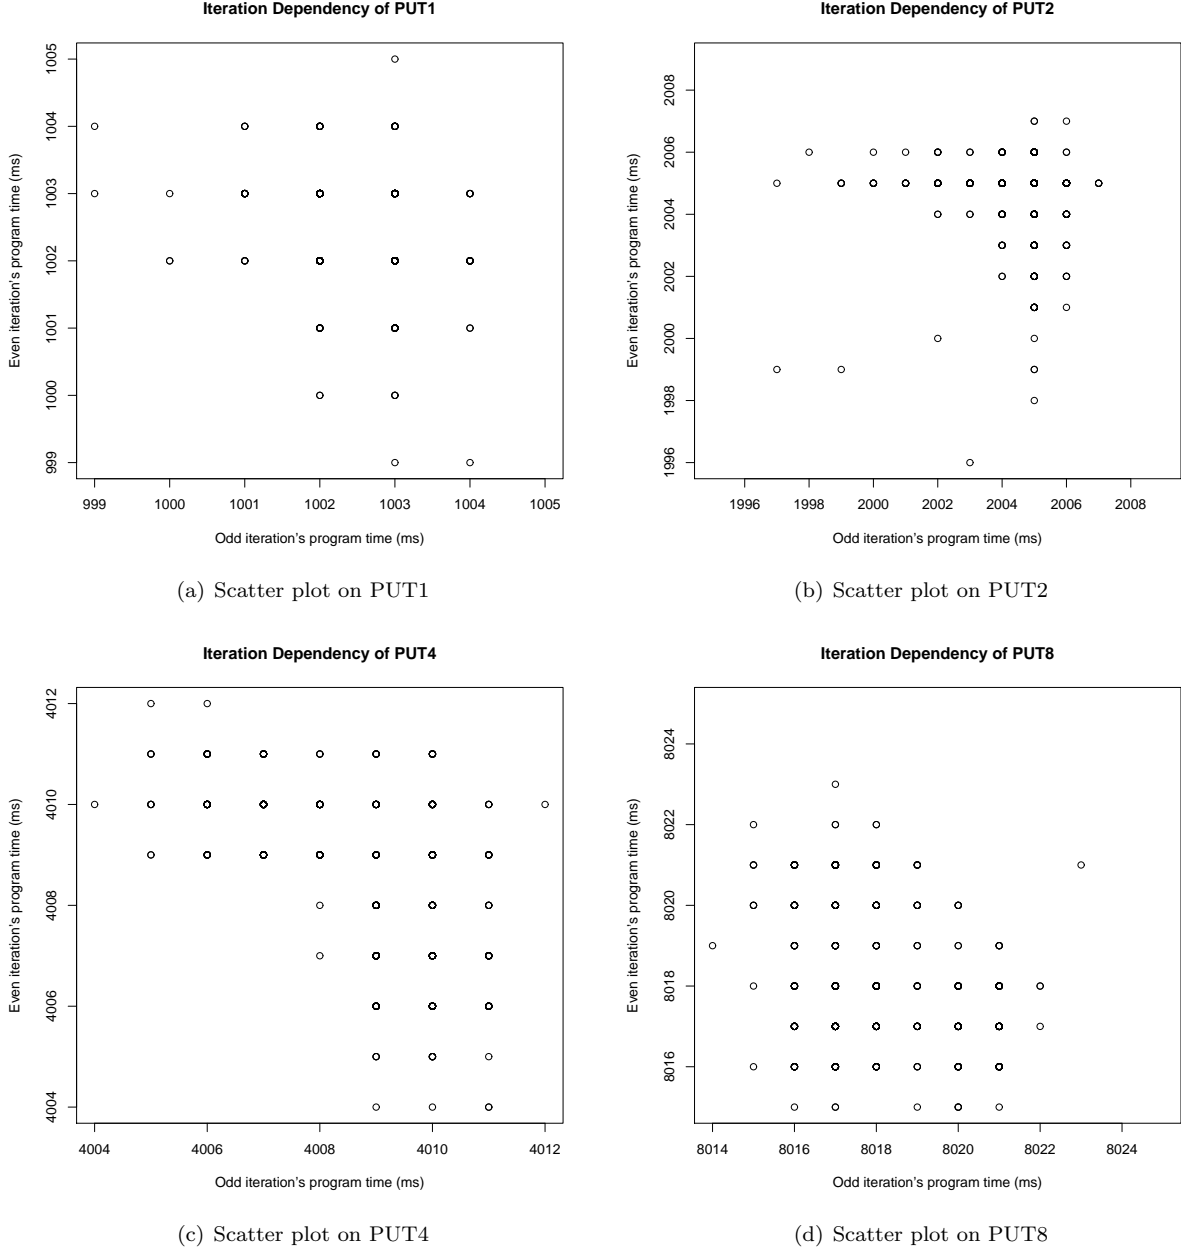 Iteration Dependency of PUT1
Even iteration's program time (ms)
1005
1004
1003
1002
1001
1000
999
999 1000 1001 1002 1003 1004 1005
Odd iteration's program time (ms)
(a) Scatter plot on PUT1
Iteration Dependency of PUT2
Even iteration's program time (ms)
2008
2006
2004
2002
2000
1998
1996
1996 1998 2000 2002 2004 2006 2008
Odd iteration's program time (ms)
(b) Scatter plot on PUT2
Iteration Dependency of PUT4
Even iteration's program time (ms)
4012
4010
4008
4006
4004
4004 4006 4008 4010 4012
Odd iteration's program time (ms)
(c) Scatter plot on PUT4
Iteration Dependency of PUT8
Even iteration's program time (ms)
8024
8022
8020
8018
8016
8014 8016 8018 8020 8022 8024
Odd iteration's program time (ms)
(d) Scatter plot on PUT8